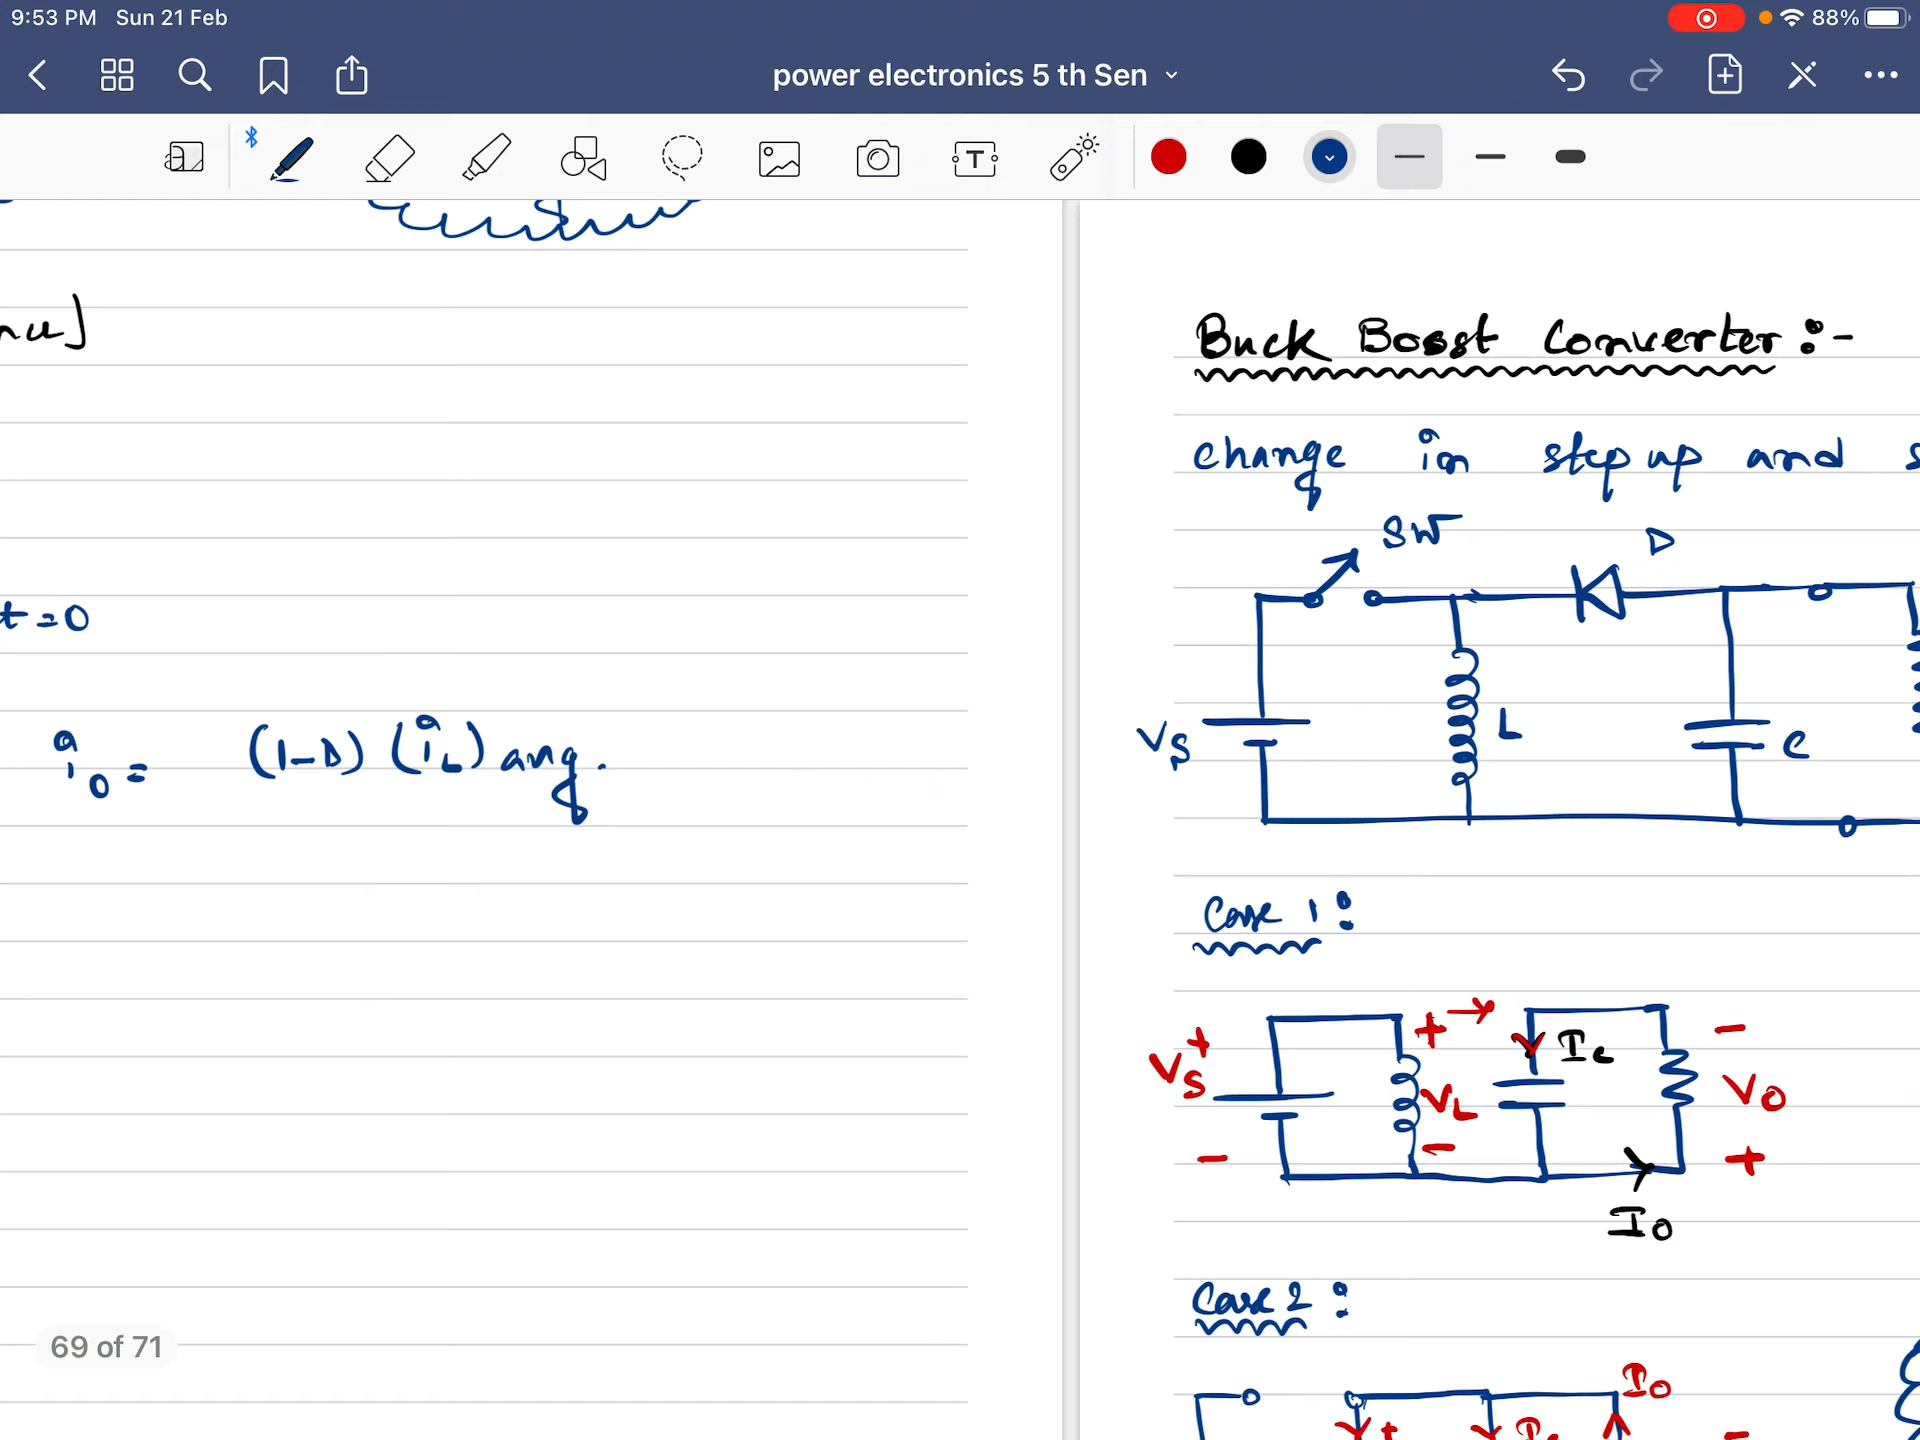 9:53 PM Sun 21 Feb
88%
power electronics 5 th Sen
T
t=0
i0 = (1-D) (iL) avg.
69 of 71
Buck Boost Converter :-
change in step up and s
SW
D
Vs
L
C
Case 1 :
+ + Ic -
Vs VL Vo
- - +
Io
Case 2 :
Io
+
-